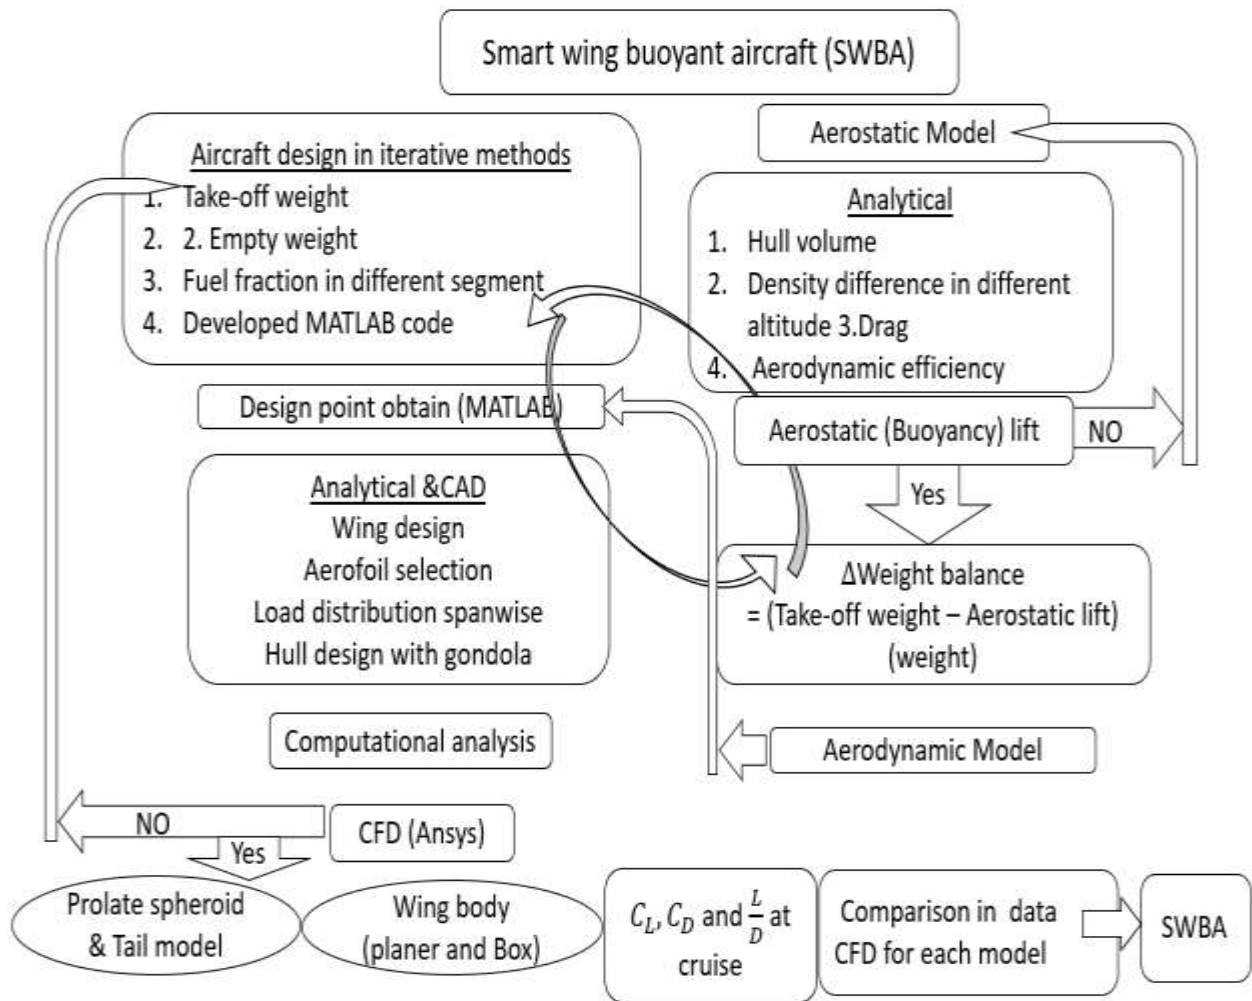 Smart wing buoyant aircraft (SWBA)
Aircraft design in iterative methods
1. Take-off weight
2. 2. Empty weight
3. Fuel fraction in different segment
4. Developed MATLAB code
Aerostatic Model
Analytical
1. Hull volume
2. Density difference in different
altitude 3.Drag
4. Aerodynamic efficiency
Design point obtain (MATLAB)
Aerostatic (Buoyancy) lift
NO
Yes
Analytical &CAD
Wing design
Aerofoil selection
Load distribution spanwise
Hull design with gondola
ΔWeight balance
= (Take-off weight – Aerostatic lift)
(weight)
Computational analysis
Aerodynamic Model
NO
CFD (Ansys)
Yes
Prolate spheroid
& Tail model
Wing body
(planer and Box)
C_L, C_D and L/D at
cruise
Comparison in data
CFD for each model
SWBA